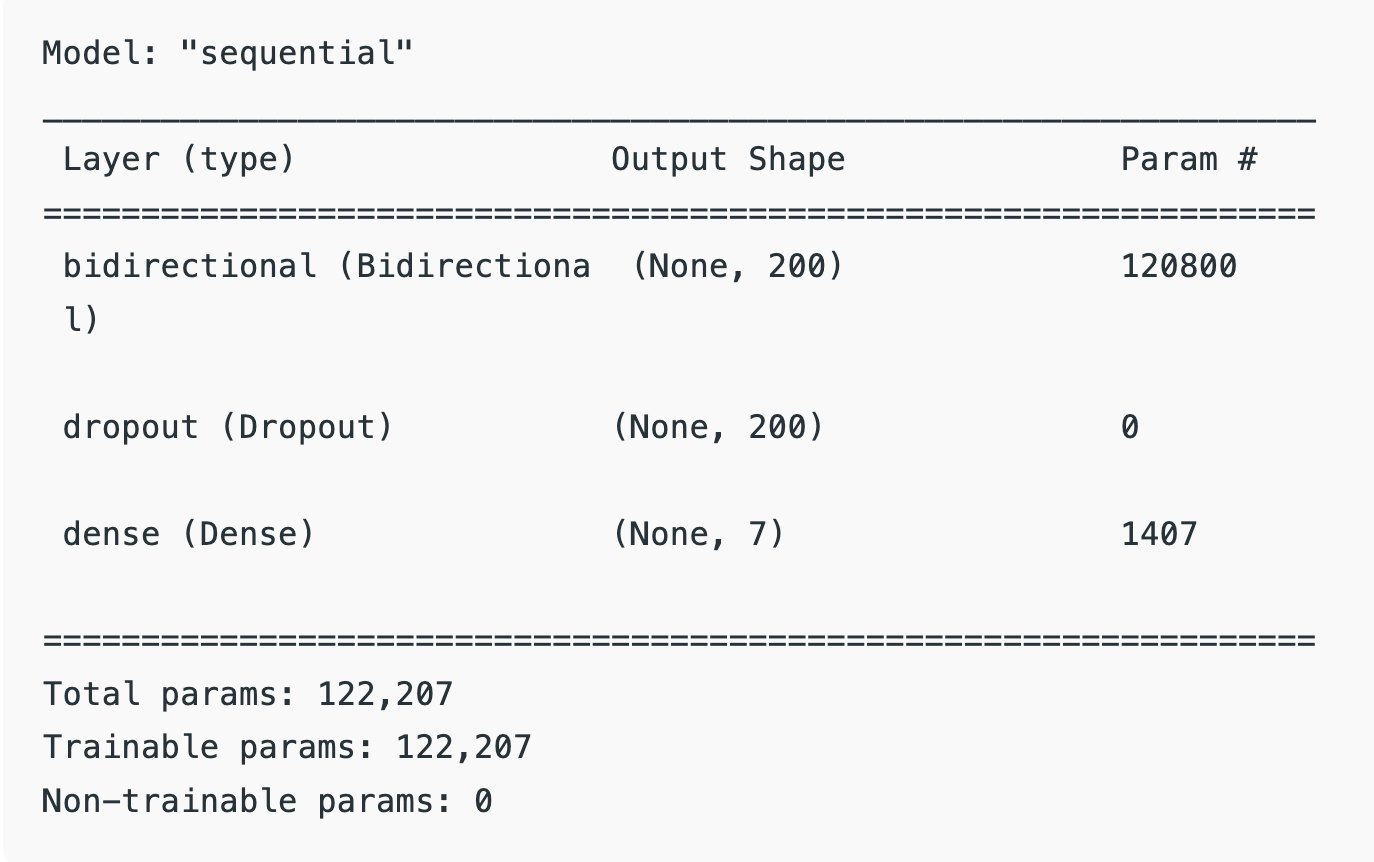 Model: "sequential"
_________________________________________________________________
 Layer (type)                Output Shape              Param #
=================================================================
 bidirectional (Bidirectiona  (None, 200)              120800
 l)
 dropout (Dropout)           (None, 200)               0
 dense (Dense)               (None, 7)                 1407
=================================================================
Total params: 122,207
Trainable params: 122,207
Non-trainable params: 0